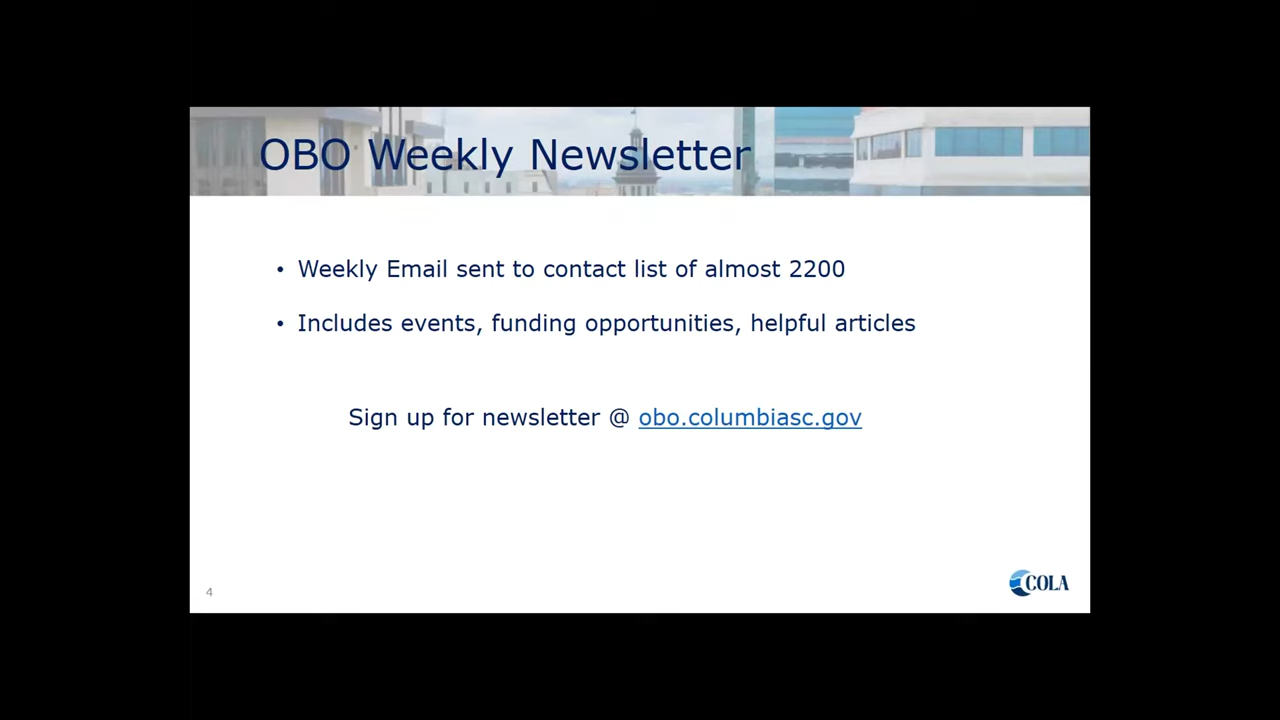 OBO Weekly Newsletter
• Weekly Email sent to contact list of almost 2200
• Includes events, funding opportunities, helpful articles
Sign up for newsletter @ obo.columbiasc.gov
4
COLA